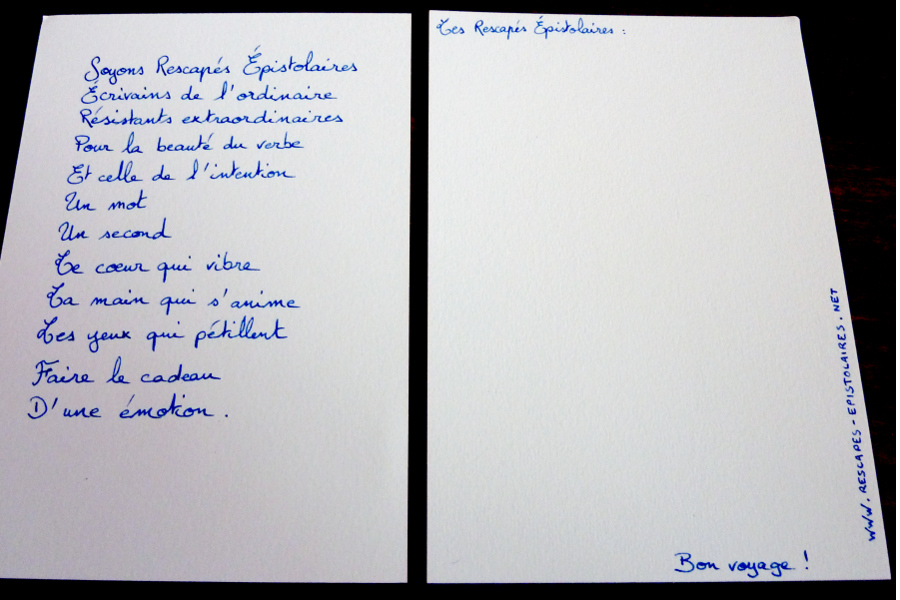 Soyons Rescapés Épistolaires
Écrivains de l'ordinaire
Résistants extraordinaires
Pour la beauté du verbe
Et celle de l'intention
Un mot
Un second
Le cœur qui vibre
La main qui s'anime
Les yeux qui pétillent
Faire le cadeau
D'une émotion.
Les Rescapés Épistolaires :
WWW.RESCAPES-EPISTOLAIRES.NET
Bon voyage !